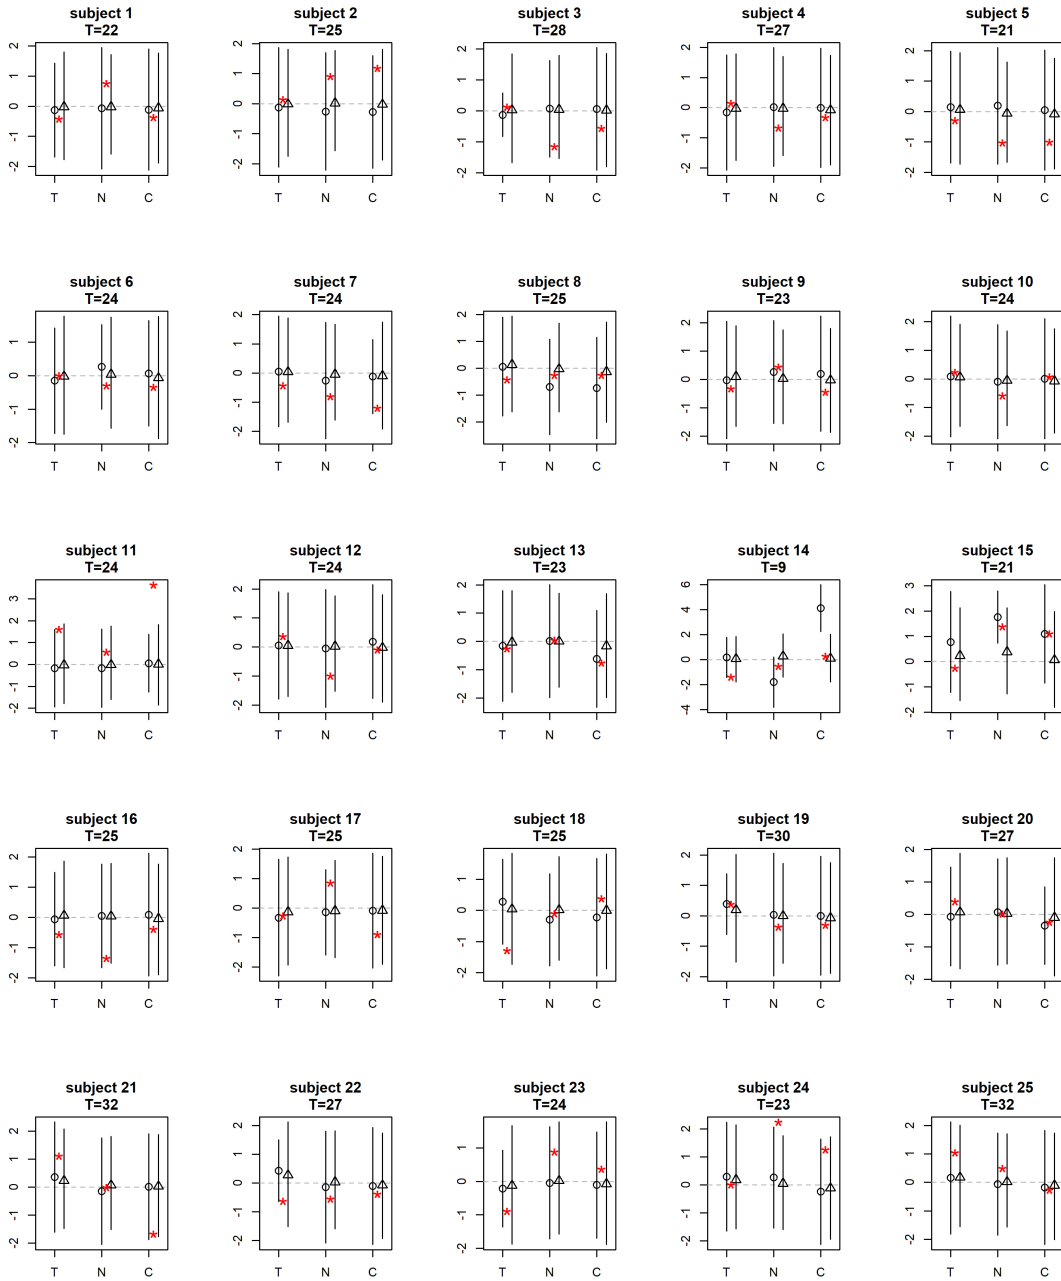 subject 1 subject 2 subject 3 subject 4 subject 5
T=22 T=25 T=28 T=27 T=21
2 2 2 2 2
1 1 1 1 1
0 0 0 0 0
-1 -1 -1 -1 -1
-2 -2 -2 -2 -2
T N C T N C T N C T N C T N C
subject 6 subject 7 subject 8 subject 9 subject 10
T=24 T=24 T=25 T=23 T=24
2 2 2 2
1 1 1 1 1
0 0 0 0 0
-1 -1 -1 -1 -1
-2 -2 -2 -2 -2
T N C T N C T N C T N C T N C
subject 11 subject 12 subject 13 subject 14 subject 15
T=24 T=24 T=23 T=9 T=21
3 2 2 6 3
2 1 1 4 2
1 0 0 2 1
0 -1 -1 0 0
-1 -2 -2 -2 -1
-2 -4 -2
T N C T N C T N C T N C T N C
subject 16 subject 17 subject 18 subject 19 subject 20
T=25 T=25 T=25 T=30 T=27
2 2 2 2
1 1 1 1 1
0 0 0 0 0
-1 -1 -1 -1 -1
-2 -2 -2 -2 -2
T N C T N C T N C T N C T N C
subject 21 subject 22 subject 23 subject 24 subject 25
T=32 T=27 T=24 T=23 T=32
2 2 2 2
1 1 1 1 1
0 0 0 0 0
-1 -1 -1 -1 -1
-2 -2 -2 -2 -2
T N C T N C T N C T N C T N C